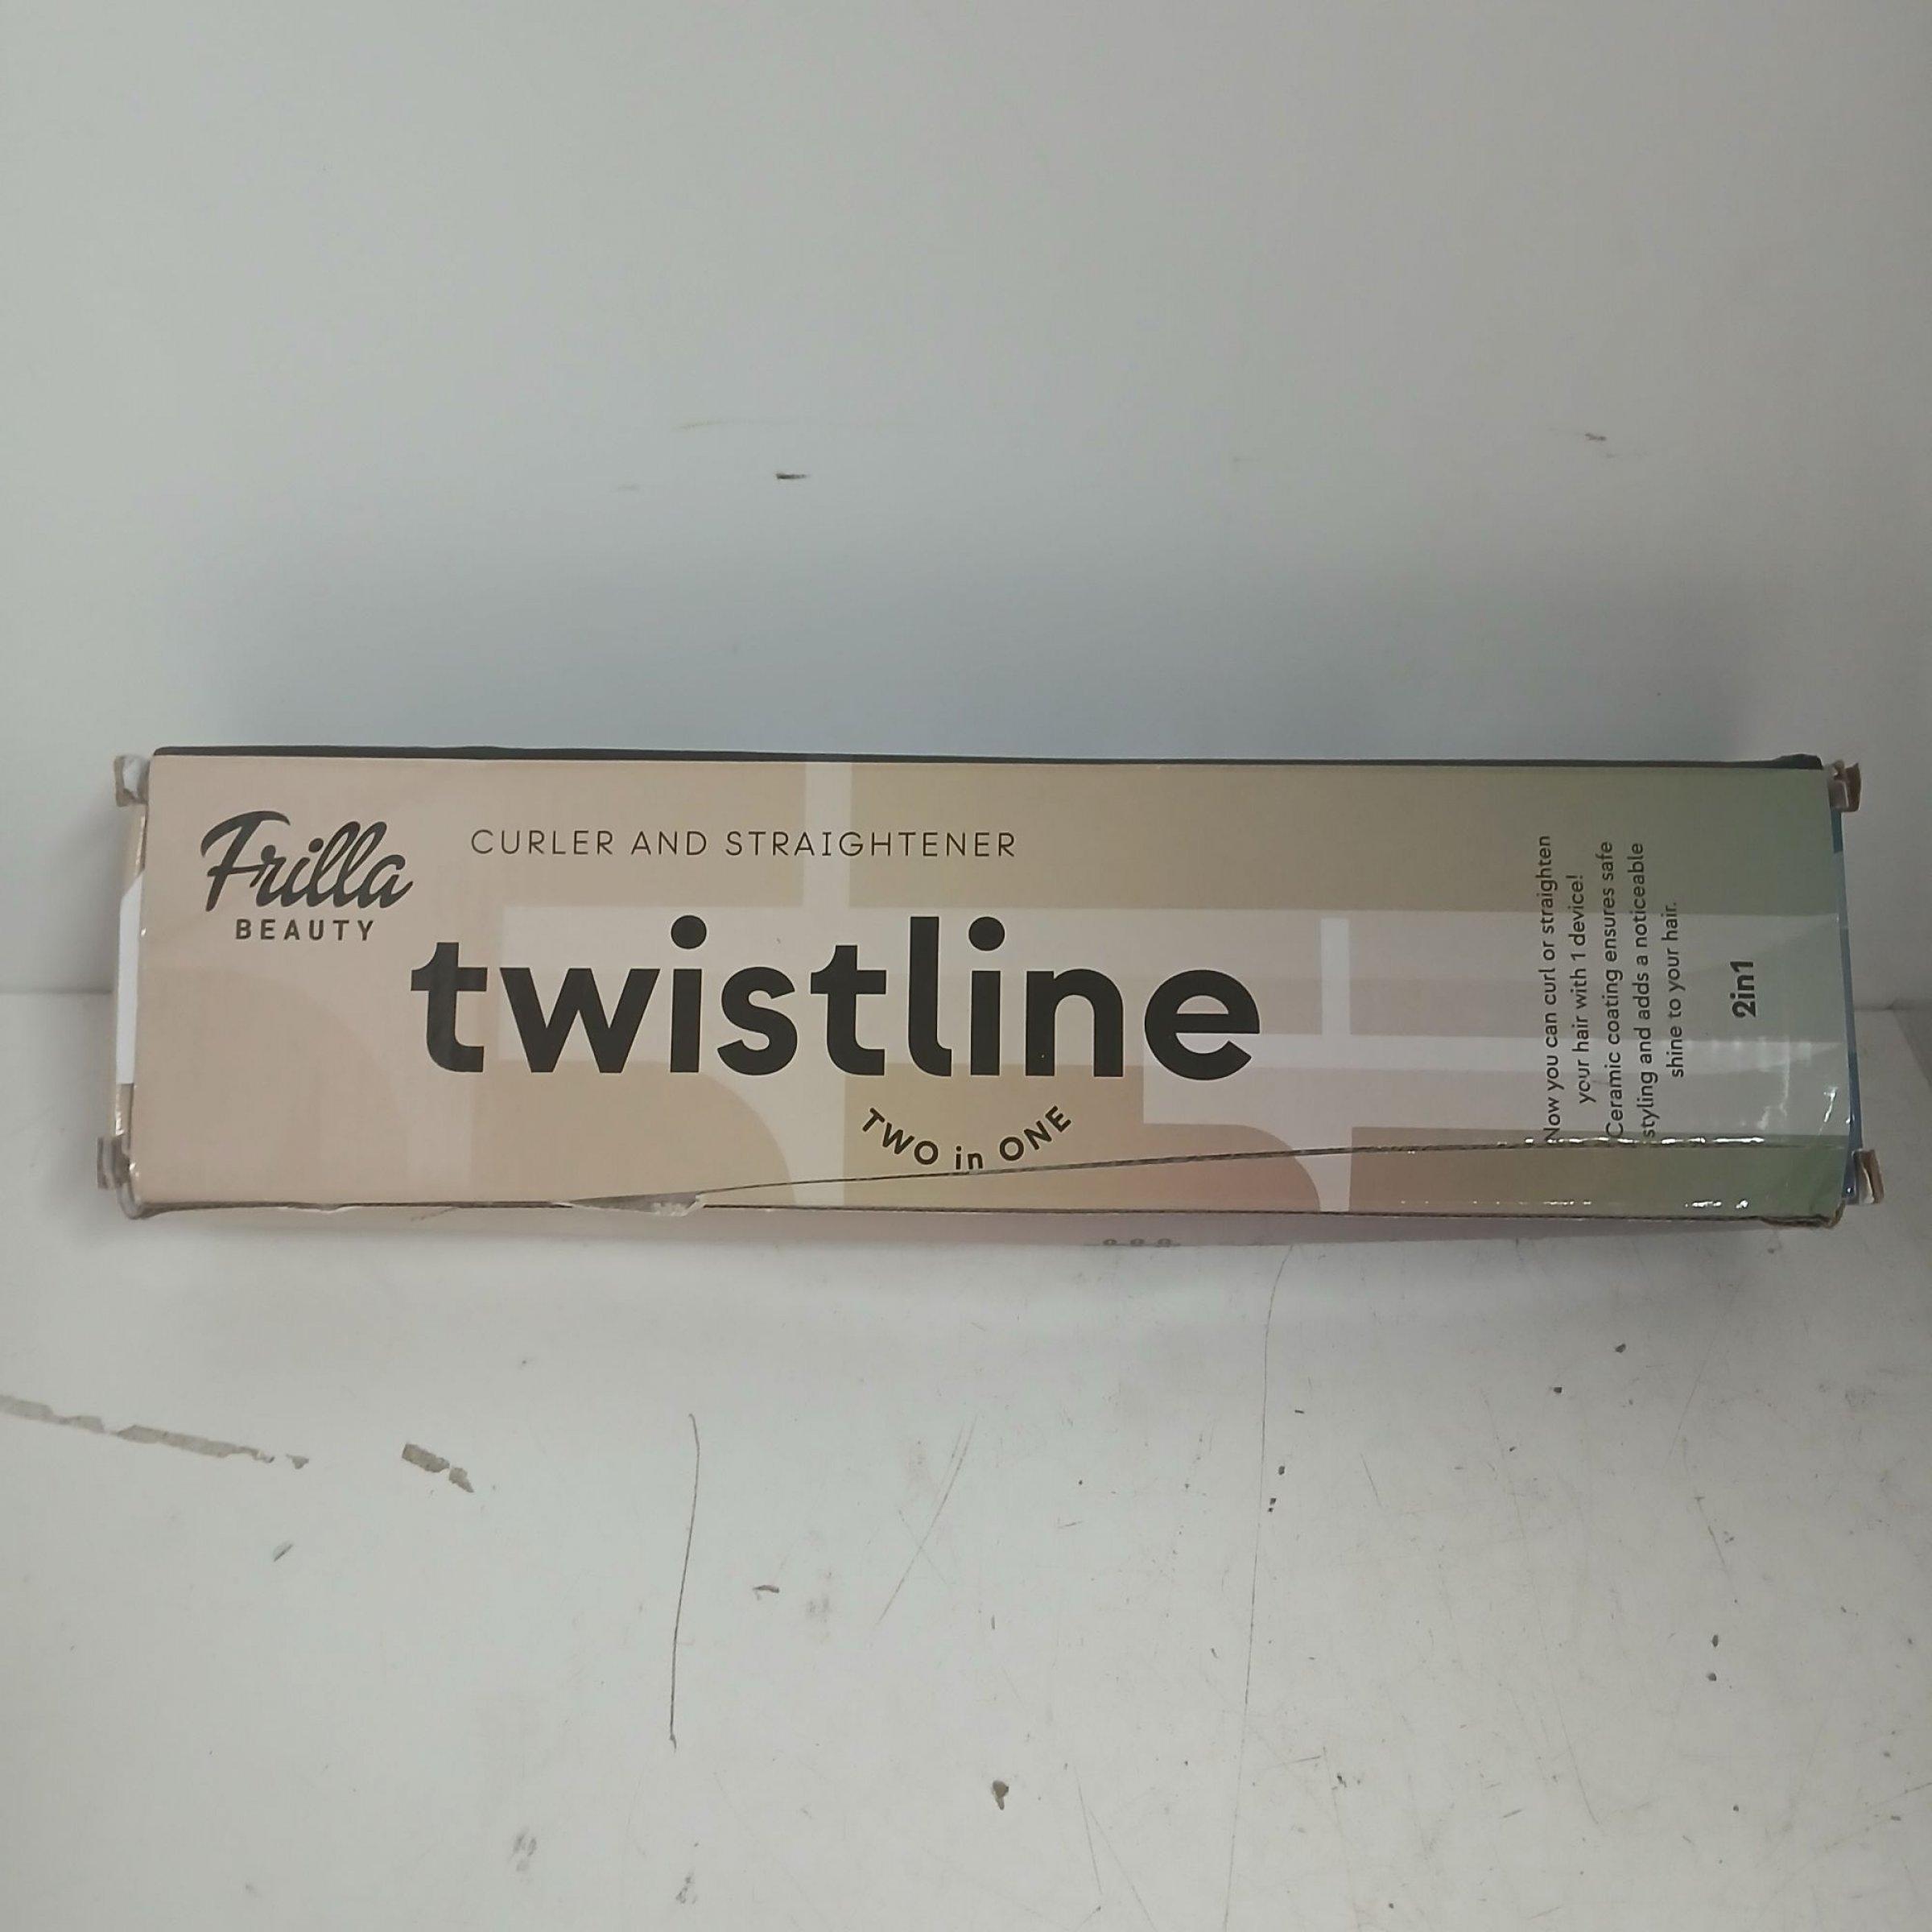 Frilla
BEAUTY
CURLER AND STRAIGHTENER
twistline
TWO in ONE
Now you can curl or straighten
your hair with 1 device!
Ceramic coating ensures safe
styling and adds a noticeable
shine to your hair.
2in1